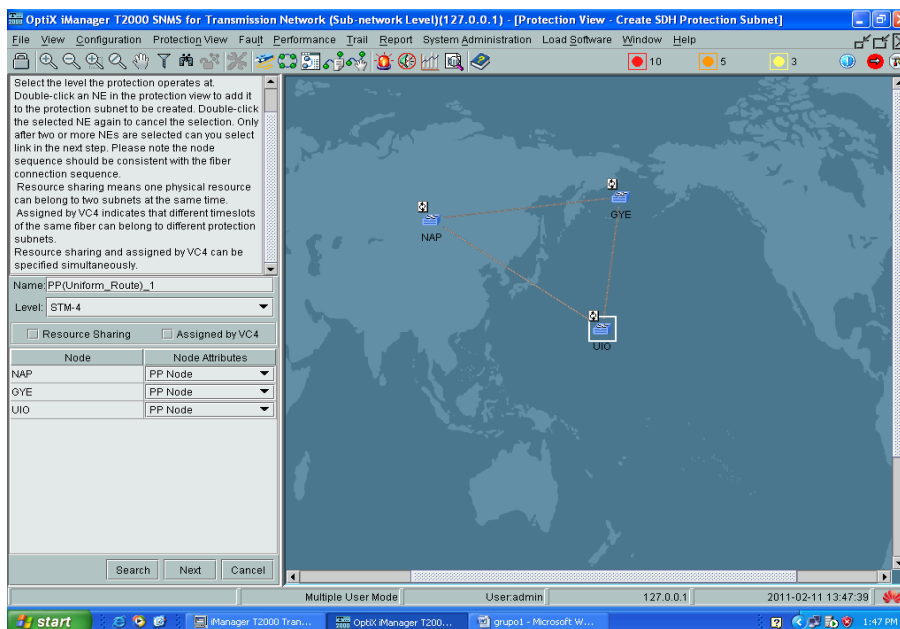 OptiX iManager T2000 SNMS for Transmission Network (Sub-network Level)(127.0.0.1) - [Protection View - Create SDH Protection Subnet]
File View Configuration Protection View Fault Performance Trail Report System Administration Load Software Window Help
10 5 3
Select the level the protection operates at.
Double-click an NE in the protection view to add it
to the protection subnet to be created. Double-click
the selected NE again to cancel the selection. Only
after two or more NEs are selected can you select
link in the next step. Please note the node
sequence should be consistent with the fiber
connection sequence.
Resource sharing means one physical resource
can belong to two subnets at the same time.
Assigned by VC4 indicates that different timeslots
of the same fiber can belong to different protection
subnets.
Resource sharing and assigned by VC4 can be
specified simultaneously.
Name: PP(Uniform_Route)_1
Level: STM-4
Resource Sharing Assigned by VC4
Node Node Attributes
NAP PP Node
GYE PP Node
UIO PP Node
Search Next Cancel
NAP
GYE
UIO
Multiple User Mode User:admin 127.0.0.1 2011-02-11 13:47:39
start iManager T2000 Tran... OptiX iManager T200... grupo1 - Microsoft W... 1:47 PM